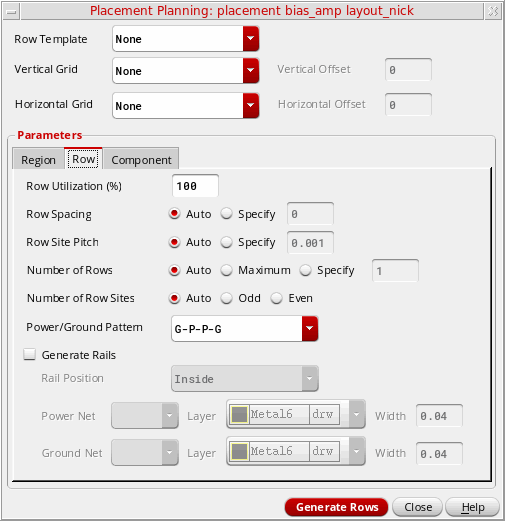 Placement Planning: placement bias_amp layout_nick
Row Template None
Vertical Grid None Vertical Offset 0
Horizontal Grid None Horizontal Offset 0
Parameters
Region Row Component
Row Utilization (%) 100
Row Spacing Auto Specify 0
Row Site Pitch Auto Specify 0.001
Number of Rows Auto Maximum Specify 1
Number of Row Sites Auto Odd Even
Power/Ground Pattern G-P-P-G
Generate Rails
Rail Position Inside
Power Net Layer Metal6 drw Width 0.04
Ground Net Layer Metal6 drw Width 0.04
Generate Rows Close Help